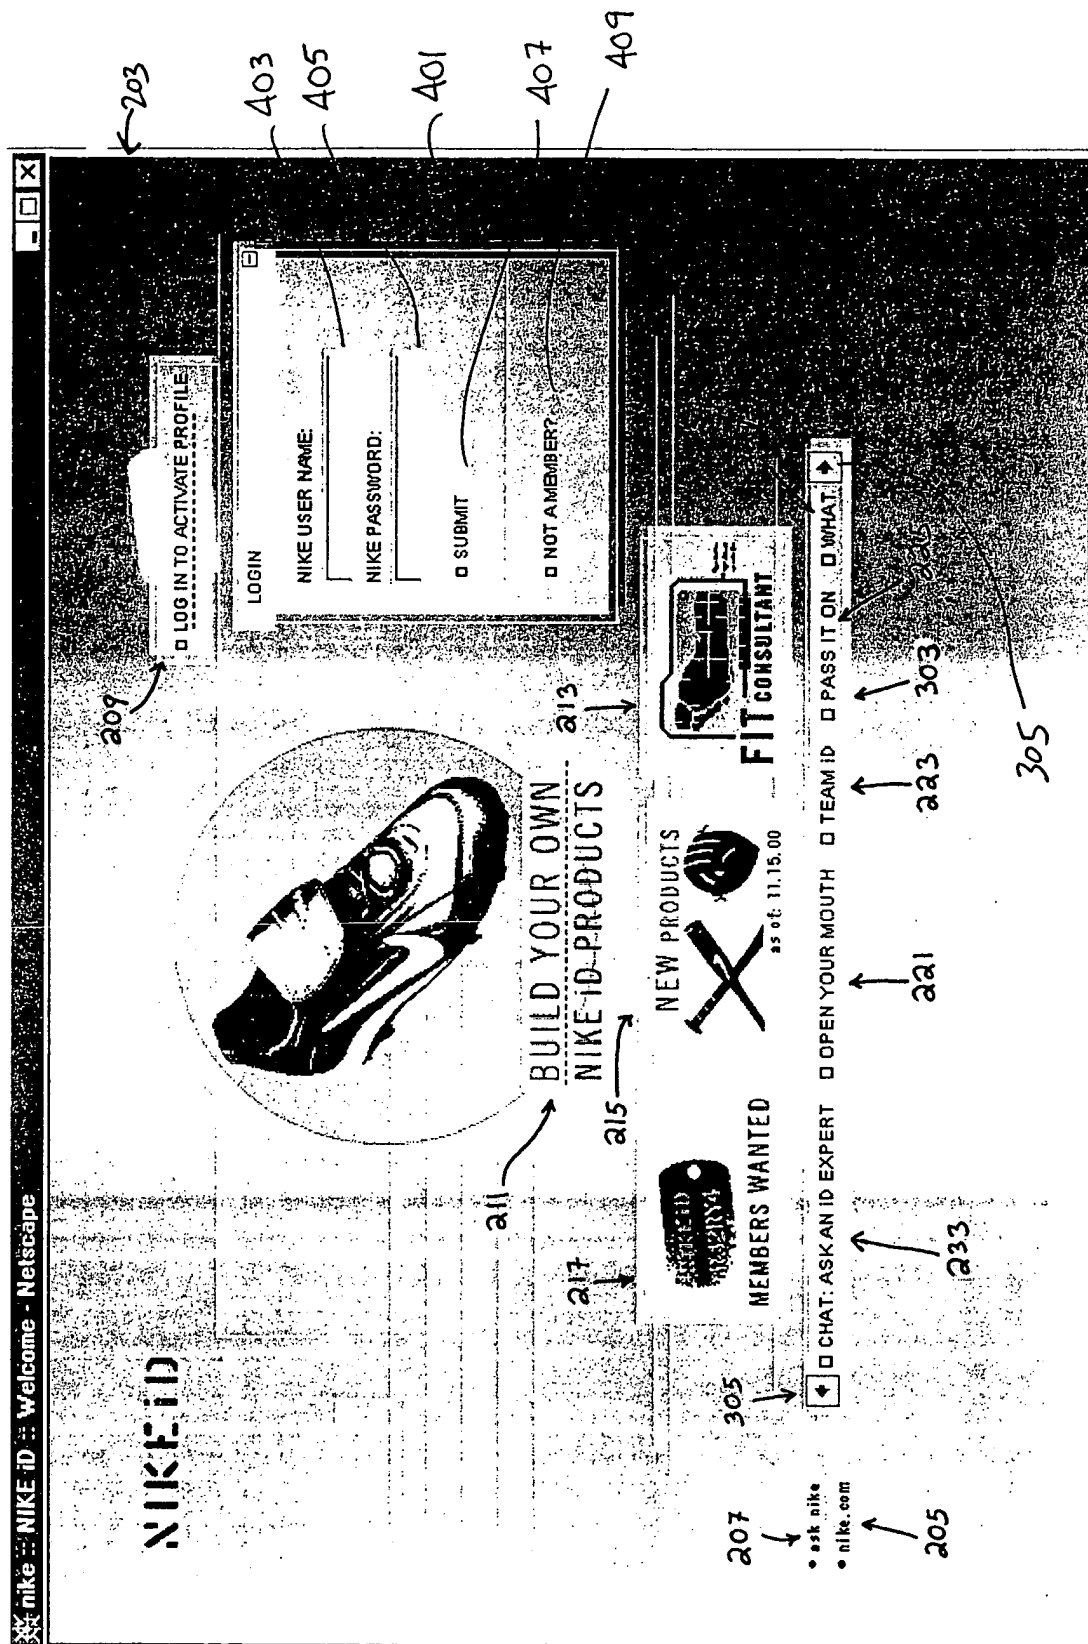 nike :: NIKE iD :: Welcome - Netscape
203
NIKE iD
209
LOG IN TO ACTIVATE PROFILE
LOGIN
403
NIKE USER NAME:
405
NIKE PASSWORD:
401
SUBMIT
407
NOT A MEMBER?
409
211
BUILD YOUR OWN
NIKE iD PRODUCTS
217
215
213
MEMBERS WANTED
NEW PRODUCTS
as of: 11.15.00
FIT CONSULTANT
305
CHAT: ASK AN ID EXPERT
OPEN YOUR MOUTH
TEAM iD
PASS IT ON
WHAT
207
ask nike
nike.com
205
233
221
223
303
225
305